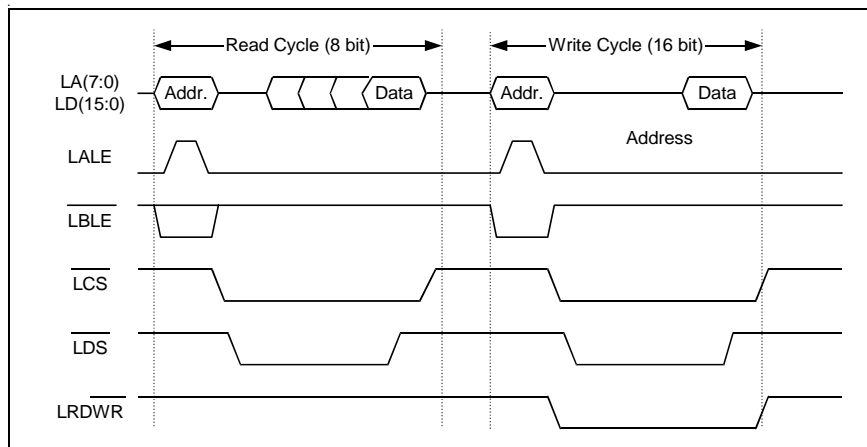 Read Cycle (8 bit)
Write Cycle (16 bit)
LA(7:0)
LD(15:0)
Addr.
Data
Addr.
Data
Address
LALE
LBLE
LCS
LDS
LRDWR